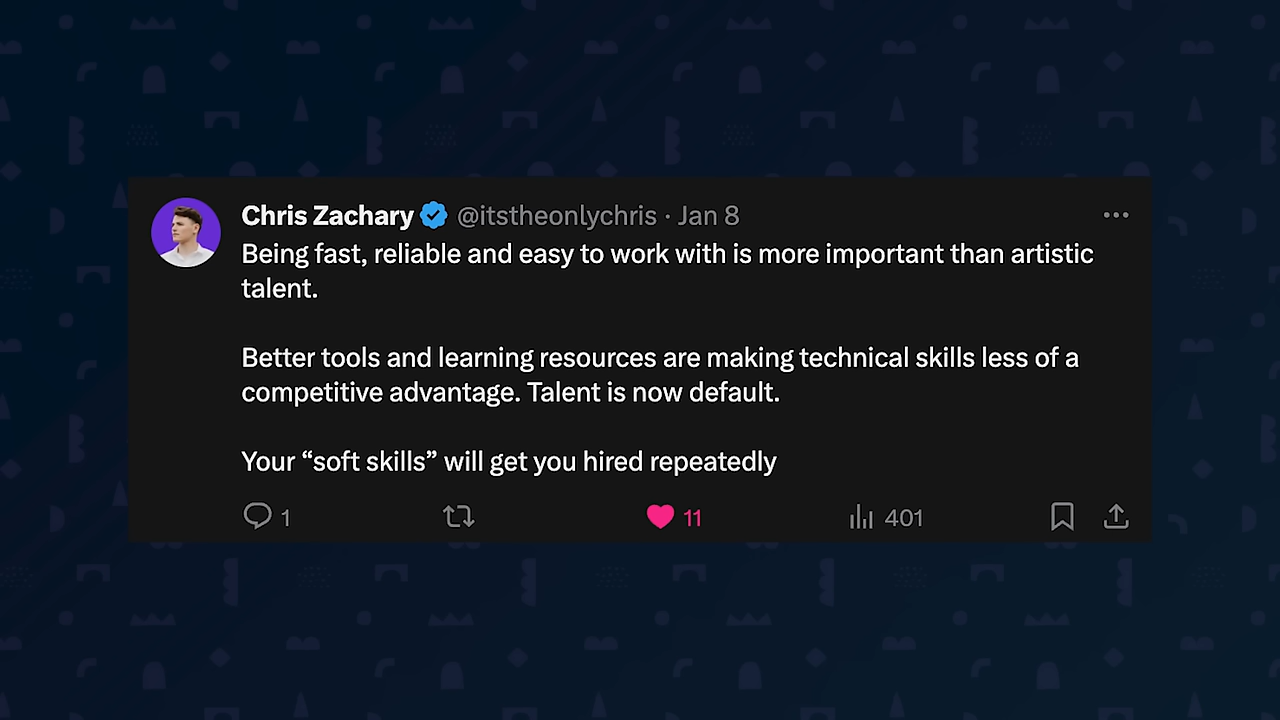 Chris Zachary @itstheonlychris · Jan 8
Being fast, reliable and easy to work with is more important than artistic
talent.
Better tools and learning resources are making technical skills less of a
competitive advantage. Talent is now default.
Your “soft skills” will get you hired repeatedly
1 11 401